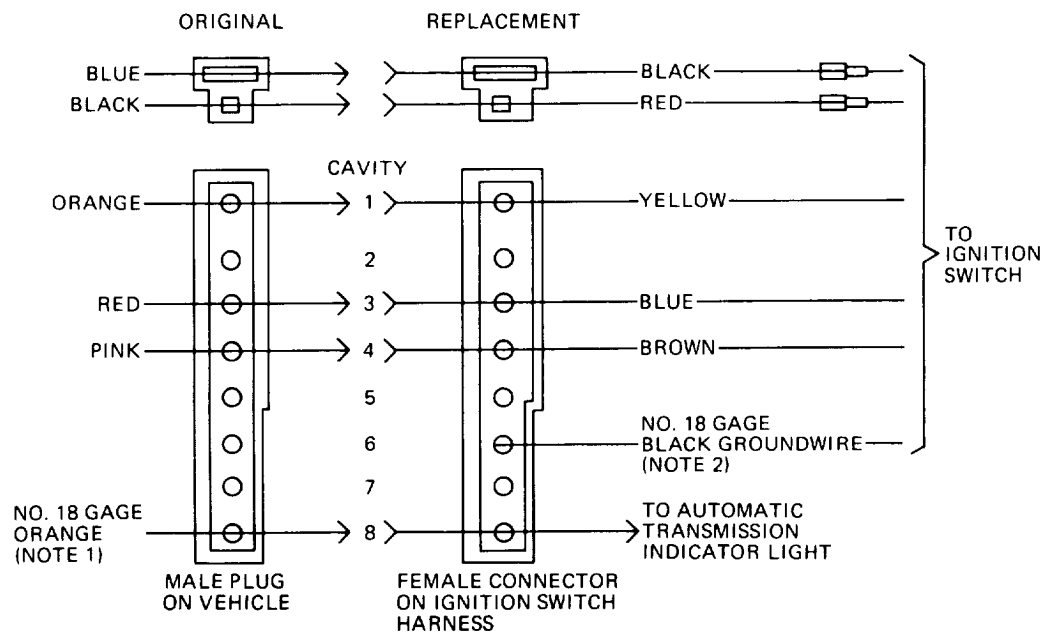 ORIGINAL
REPLACEMENT
BLUE
BLACK
BLACK
RED
CAVITY
ORANGE
1
YELLOW
2
RED
3
BLUE
PINK
4
BROWN
5
6
NO. 18 GAGE
BLACK GROUNDWIRE
(NOTE 2)
7
NO. 18 GAGE
ORANGE
(NOTE 1)
8
TO AUTOMATIC
TRANSMISSION
INDICATOR LIGHT
TO
IGNITION
SWITCH
MALE PLUG
ON VEHICLE
FEMALE CONNECTOR
ON IGNITION SWITCH
HARNESS